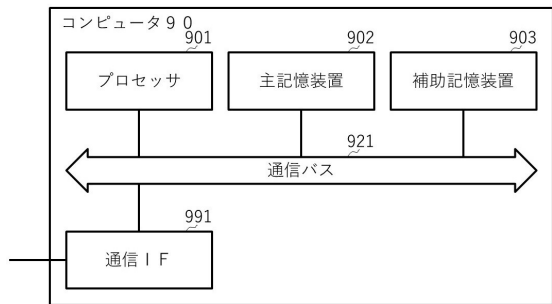 コンピュータ９０
901
902
903
プロセッサ
主記憶装置
補助記憶装置
921
通信バス
991
通信ＩＦ